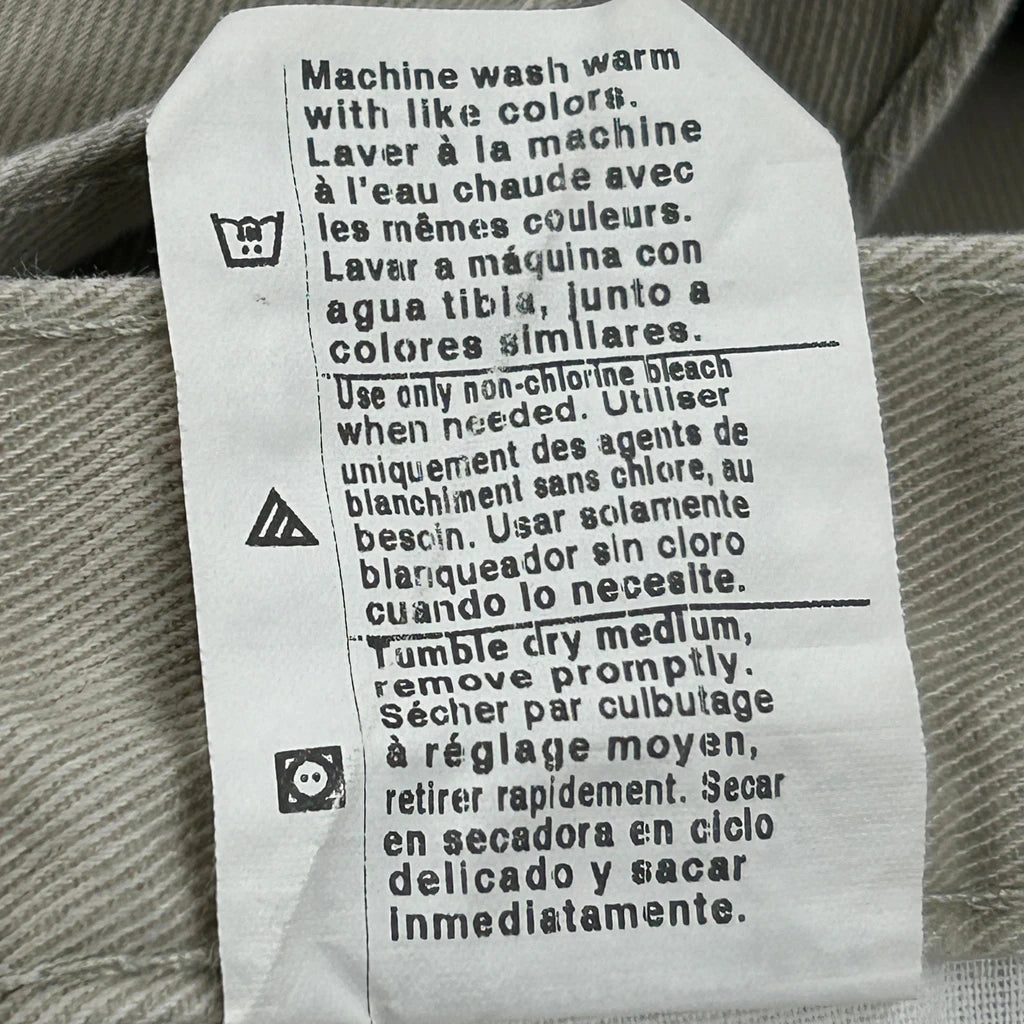 Machine wash warm
with like colors.
Laver à la machine
à l'eau chaude avec
les mêmes couleurs.
Lavar a máquina con
agua tibia, junto a
colores similares.
Use only non-chlorine bleach
when needed. Utiliser
uniquement des agents de
blanchiment sans chlore, au
besoin. Usar solamente
blanqueador sin cloro
cuando lo necesite.
Tumble dry medium,
remove promptly.
Sécher par culbutage
à réglage moyen,
retirer rapidement. Secar
en secadora en ciclo
delicado y sacar
inmediatamente.